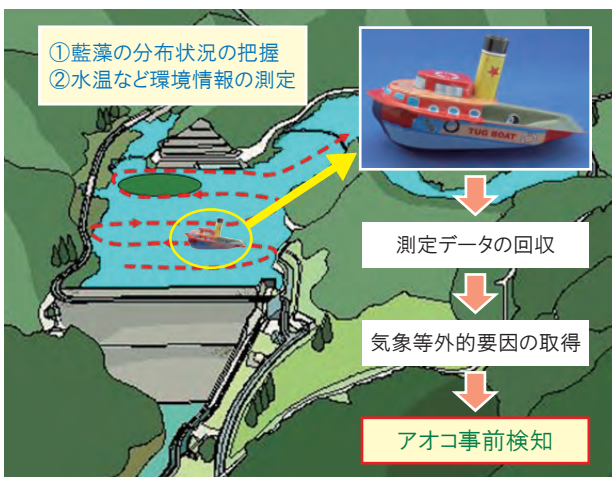 ①藍藻の分布状況の把握
②水温など環境情報の測定
TUG BOAT
測定データの回収
気象等外的要因の取得
アオコ事前検知